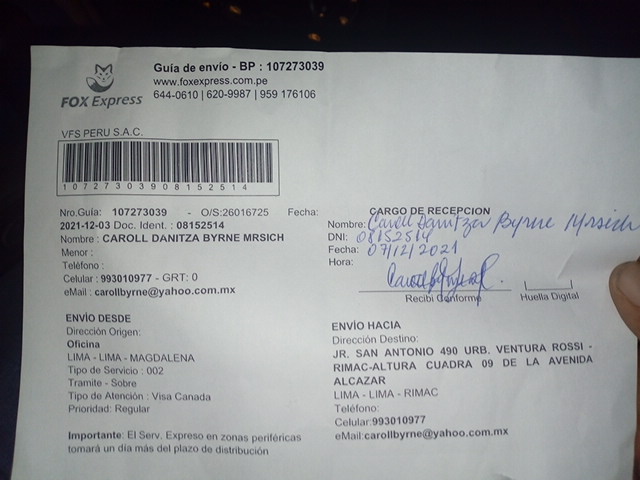 FOX Express
Guía de envío - BP : 107273039
www.foxexpress.com.pe
644-0610 | 620-9987 | 959 176106
VFS PERU S.A.C.
10727303908152514
Nro.Guía: 107273039 - O/S:26016725 Fecha:
2021-12-03 Doc. Ident. : 08152514
Nombre : CAROLL DANITZA BYRNE MRSICH
Menor :
Teléfono :
Celular : 993010977 - GRT: 0
eMail : carollbyrne@yahoo.com.mx
CARGO DE RECEPCION
Nombre: Caroll Danitza Byrne Mrsich
DNI: 08152514
Fecha: 07/12/2021
Hora:
Recibí Conforme
Huella Digital
ENVÍO DESDE
Dirección Origen:
Oficina
LIMA - LIMA - MAGDALENA
Tipo de Servicio : 002
Tramite - Sobre
Tipo de Atención : Visa Canada
Prioridad: Regular
Importante: El Serv. Expreso en zonas periféricas
tomará un día más del plazo de distribución
ENVÍO HACIA
Dirección Destino:
JR. SAN ANTONIO 490 URB. VENTURA ROSSI -
RIMAC-ALTURA CUADRA 09 DE LA AVENIDA
ALCAZAR
LIMA - LIMA - RIMAC
Teléfono:
Celular:993010977
eMail:carollbyrne@yahoo.com.mx